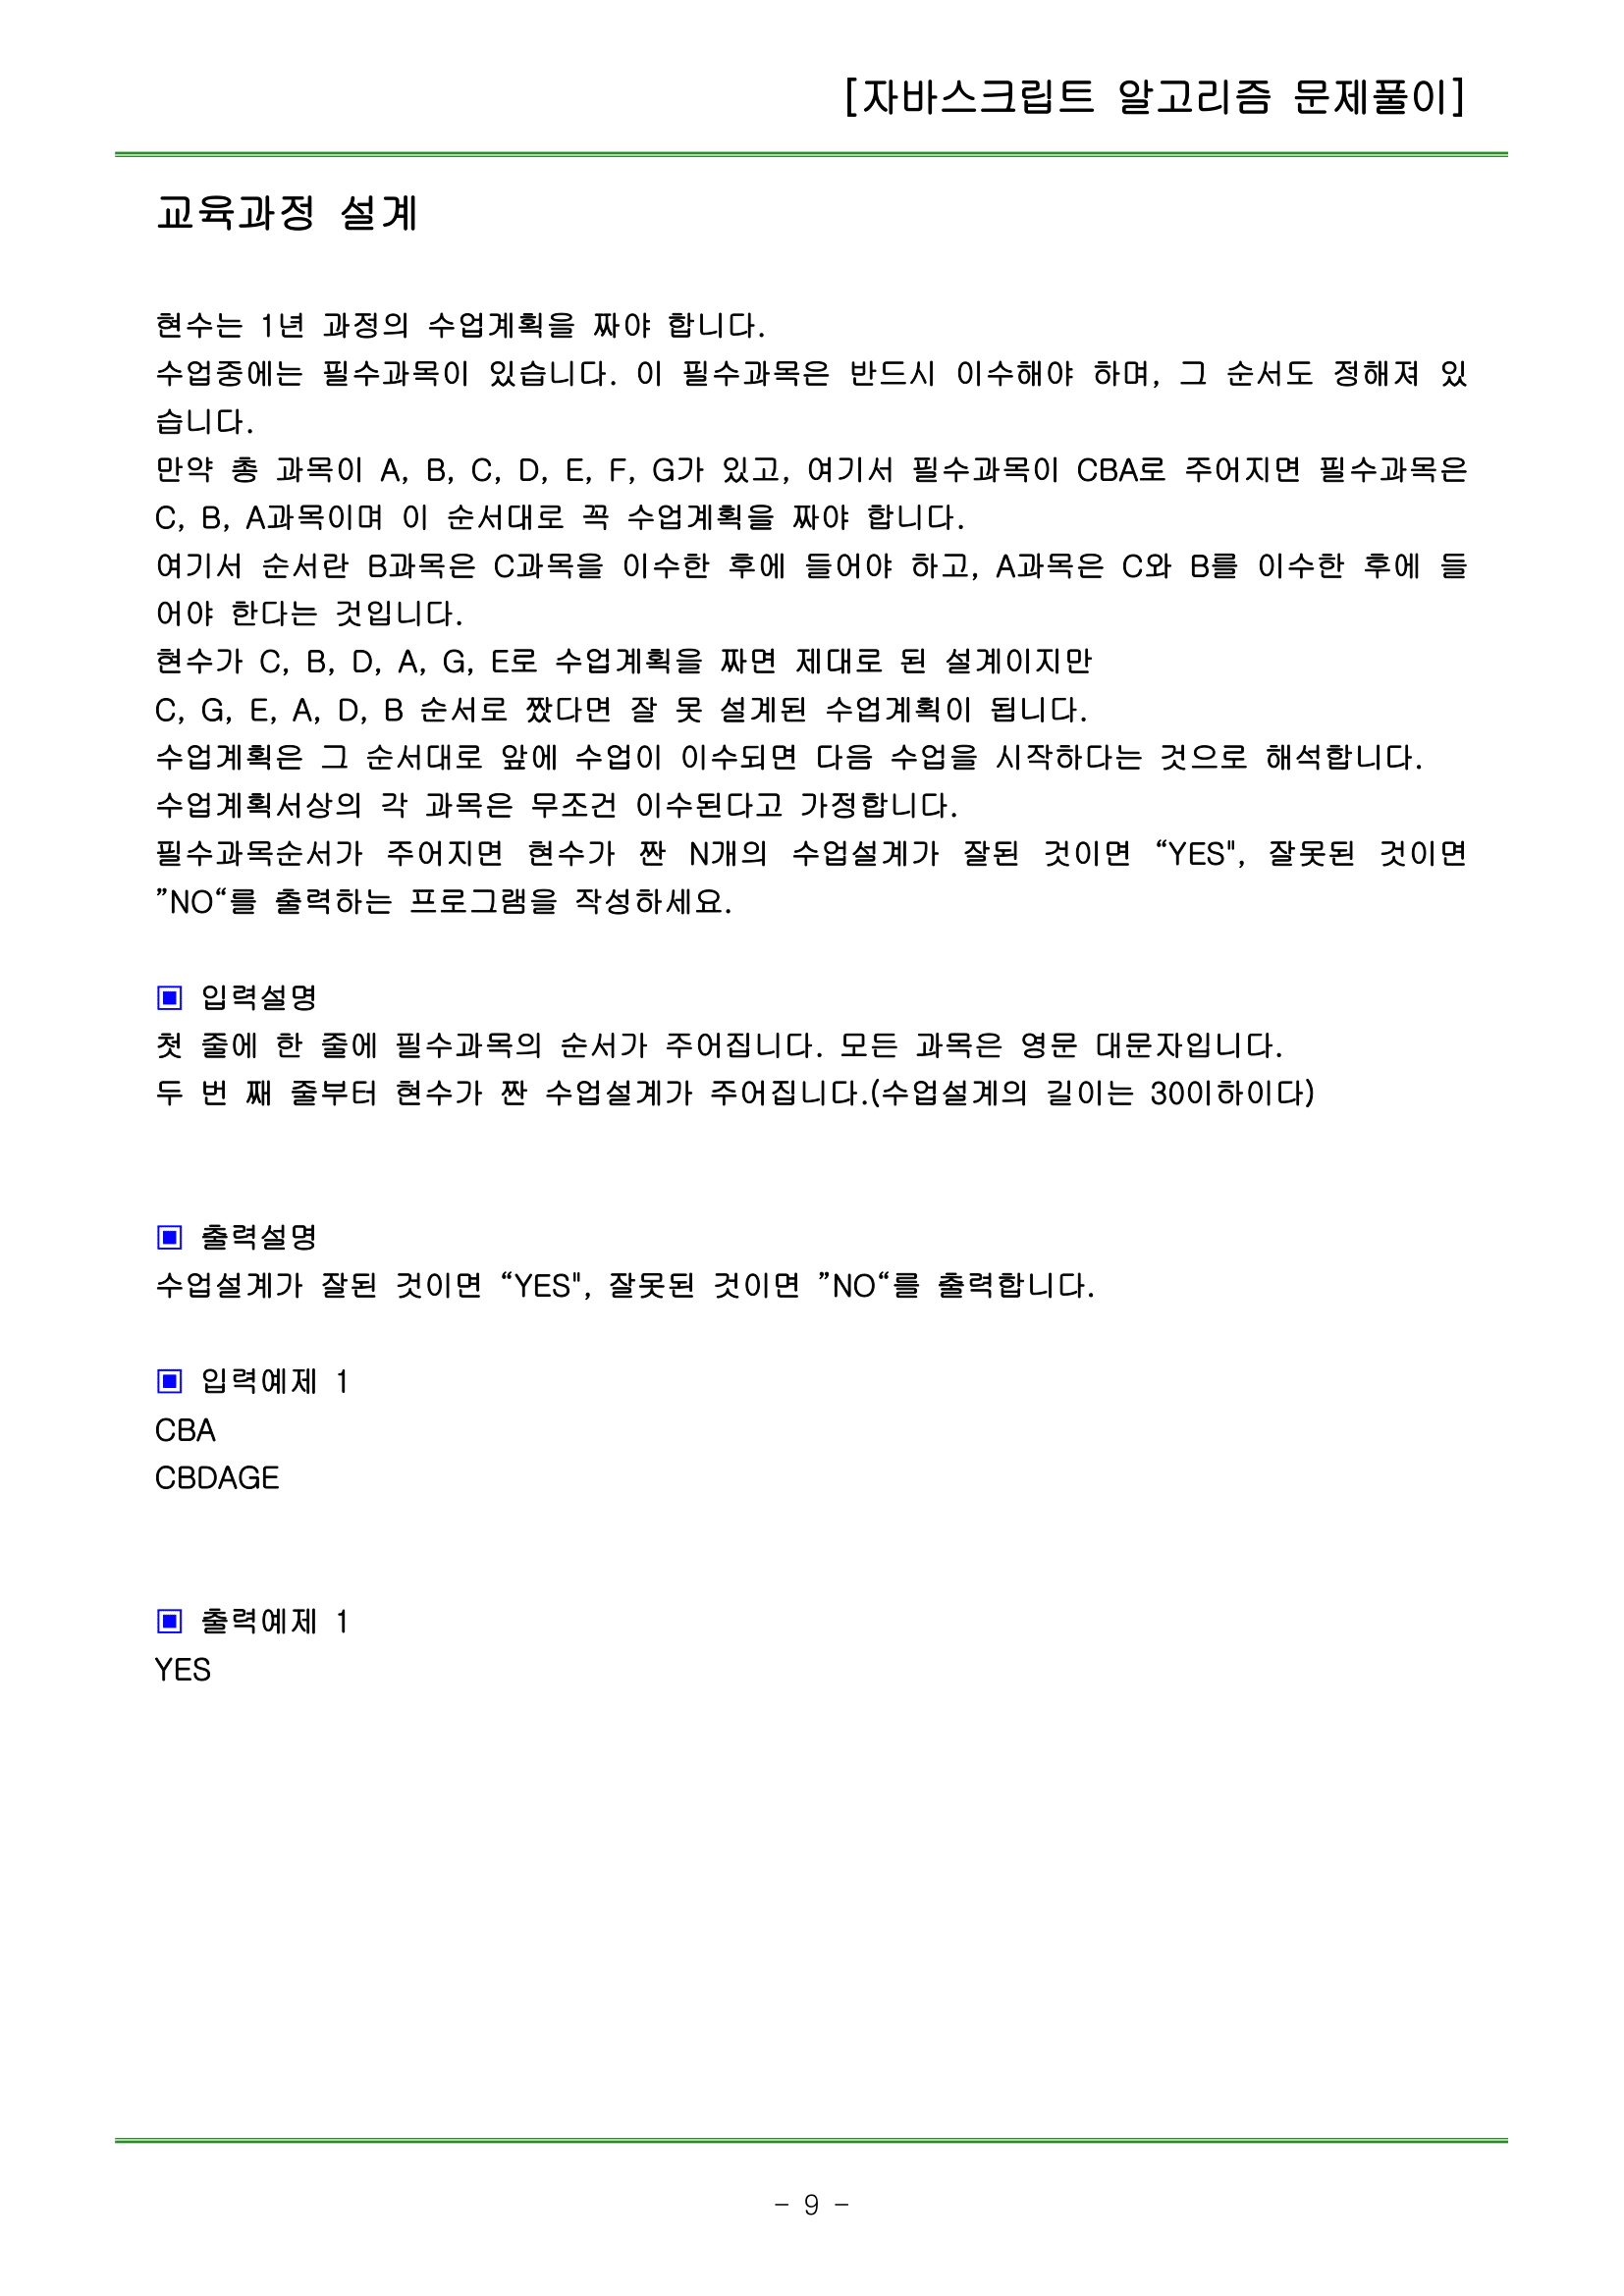 [자바스크립트 알고리즘 문제풀이]
교육과정 설계
현수는 1년 과정의 수업계획을 짜야 합니다.
수업중에는 필수과목이 있습니다. 이 필수과목은 반드시 이수해야 하며, 그 순서도 정해져 있
습니다.
만약 총 과목이 A, B, C, D, E, F, G가 있고, 여기서 필수과목이 CBA로 주어지면 필수과목은
C, B, A과목이며 이 순서대로 꼭 수업계획을 짜야 합니다.
여기서 순서란 B과목은 C과목을 이수한 후에 들어야 하고, A과목은 C와 B를 이수한 후에 들
어야 한다는 것입니다.
현수가 C, B, D, A, G, E로 수업계획을 짜면 제대로 된 설계이지만
C, G, E, A, D, B 순서로 짰다면 잘 못 설계된 수업계획이 됩니다.
수업계획은 그 순서대로 앞에 수업이 이수되면 다음 수업을 시작하다는 것으로 해석합니다.
수업계획서상의 각 과목은 무조건 이수된다고 가정합니다.
필수과목순서가 주어지면 현수가 짠 N개의 수업설계가 잘된 것이면 “YES", 잘못된 것이면
”NO“를 출력하는 프로그램을 작성하세요.
▣ 입력설명
첫 줄에 한 줄에 필수과목의 순서가 주어집니다. 모든 과목은 영문 대문자입니다.
두 번 째 줄부터 현수가 짠 수업설계가 주어집니다.(수업설계의 길이는 30이하이다)
▣ 출력설명
수업설계가 잘된 것이면 “YES", 잘못된 것이면 ”NO“를 출력합니다.
▣ 입력예제 1
CBA
CBDAGE
▣ 출력예제 1
YES
- 9 -